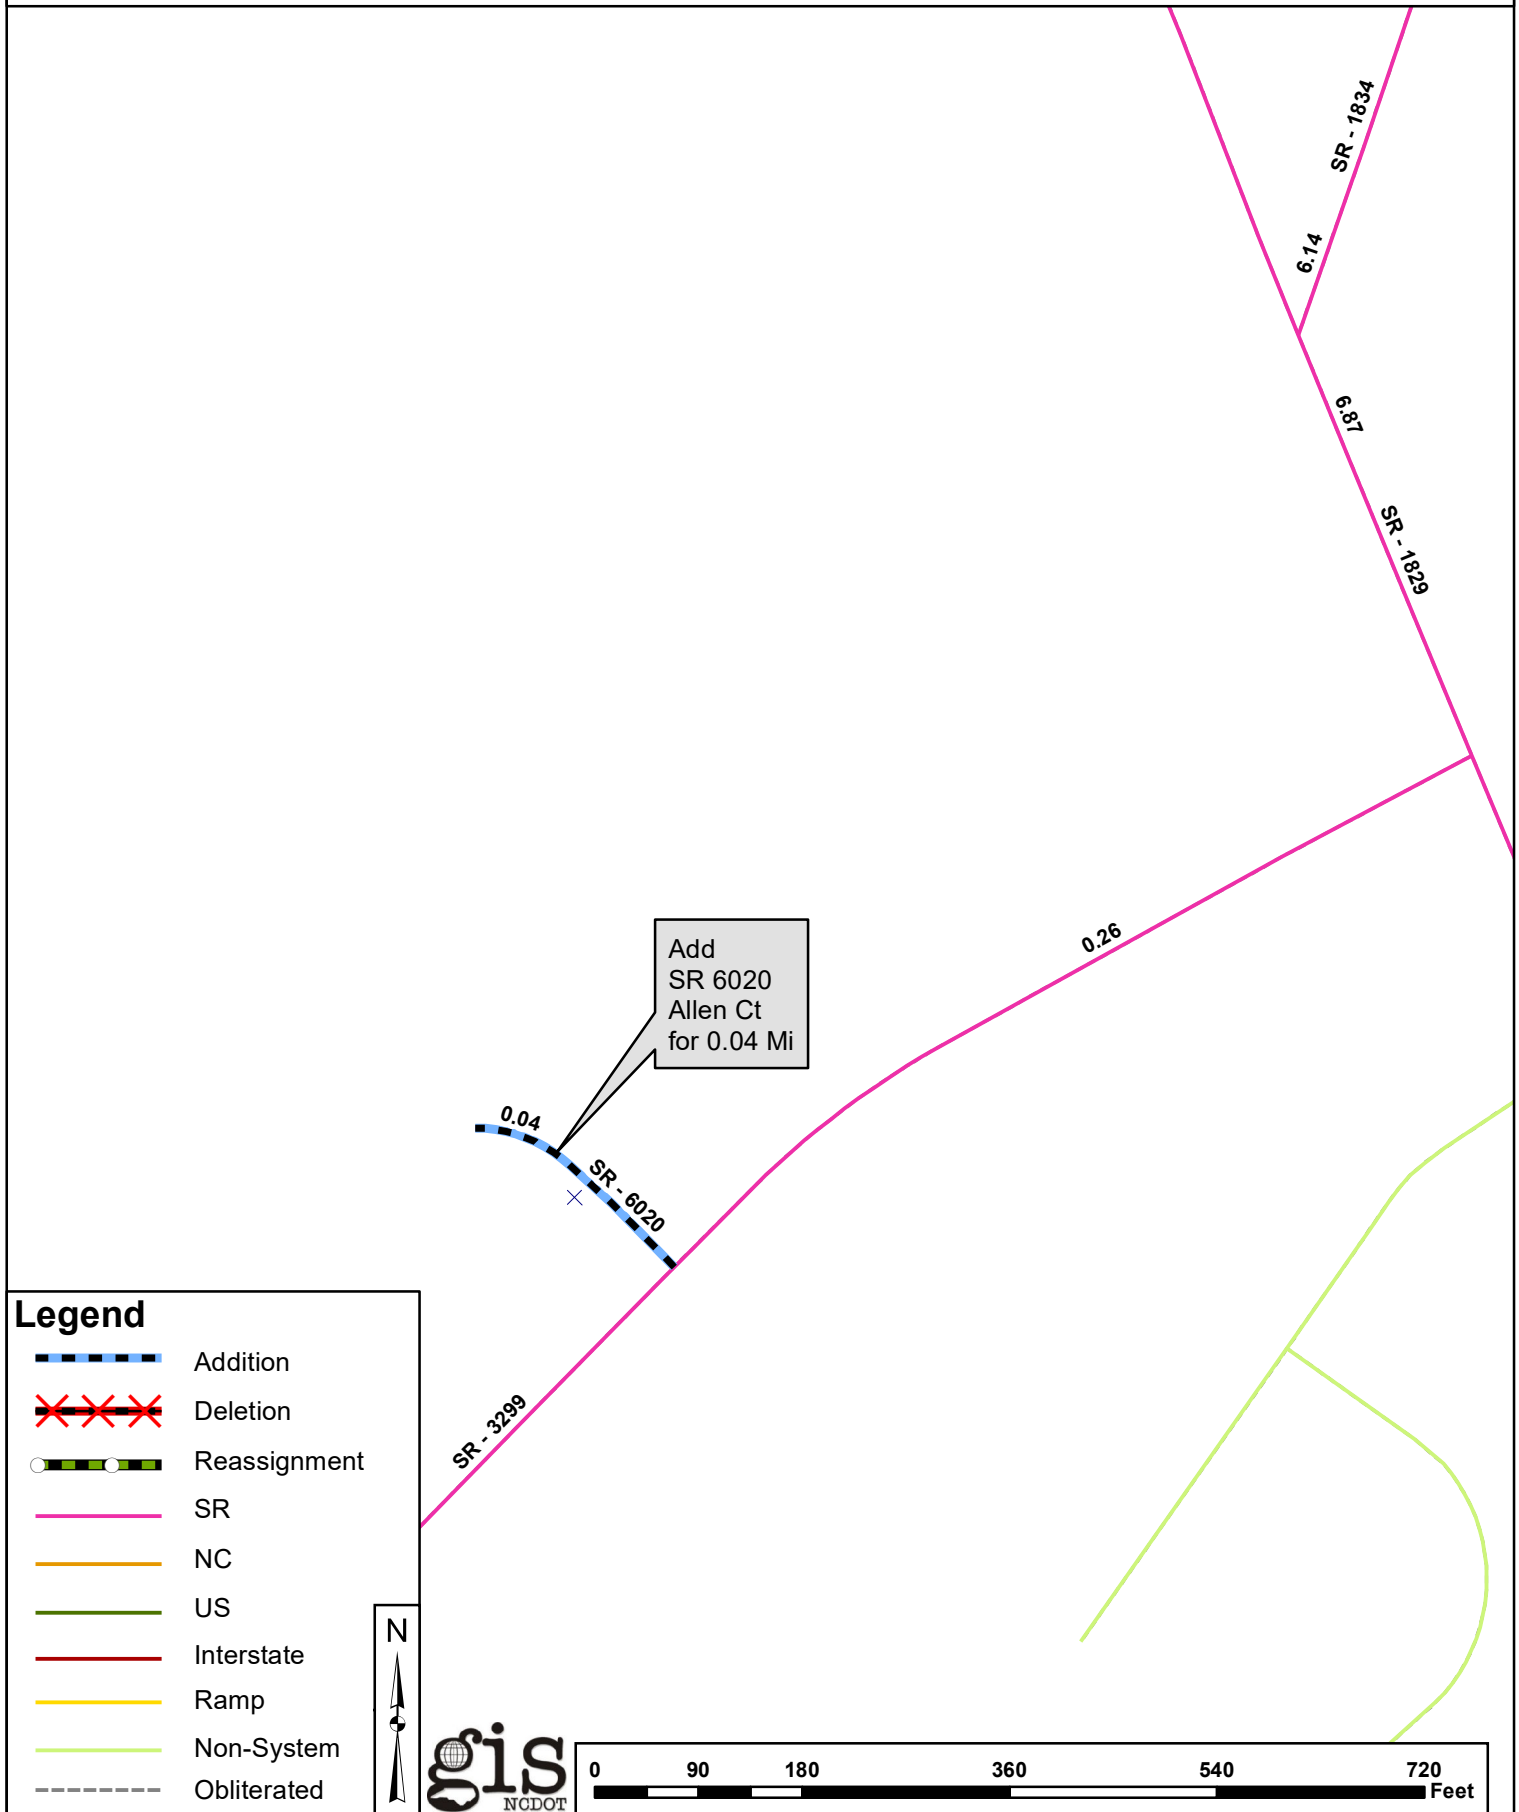 SR - 1834
6.14
6.87
SR - 1829
0.26
Add
SR 6020
Allen Ct
for 0.04 Mi
0.04
SR - 6020
SR - 3299
Legend
Addition
Deletion
Reassignment
SR
NC
US
Interstate
Ramp
Non-System
Obliterated
N
gis
NCDOT
0 90 180 360 540 720
Feet